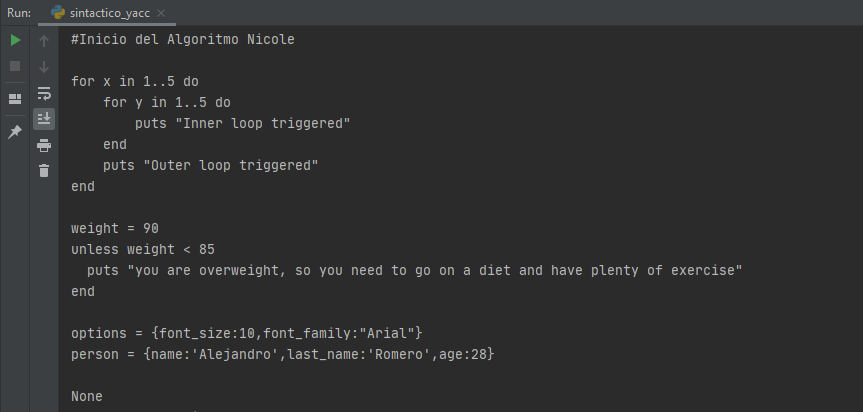 Run: sintactico_yacc
#Inicio del Algoritmo Nicole

for x in 1..5 do
    for y in 1..5 do
        puts "Inner loop triggered"
    end
    puts "Outer loop triggered"
end

weight = 90
unless weight < 85
  puts "you are overweight, so you need to go on a diet and have plenty of exercise"
end

options = {font_size:10,font_family:"Arial"}
person = {name:'Alejandro',last_name:'Romero',age:28}

None